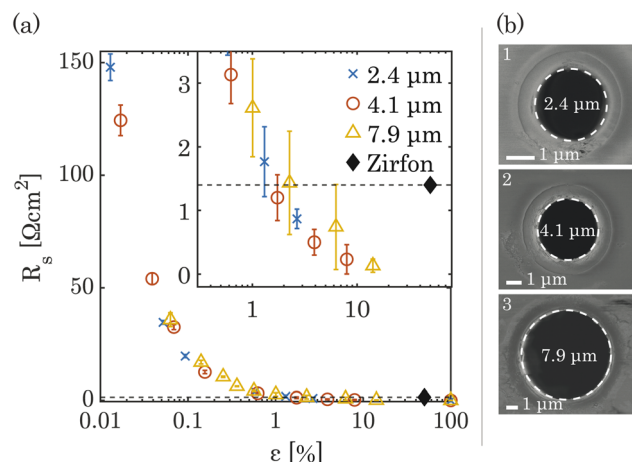 (a)
(b)
150
100
50
0
R_s [Ωcm²]
0.01
0.1
1
10
100
ε [%]
3
2
1
0
1
10
2.4 µm
4.1 µm
7.9 µm
Zirfon
1
2.4 µm
1 µm
2
4.1 µm
1 µm
3
7.9 µm
1 µm